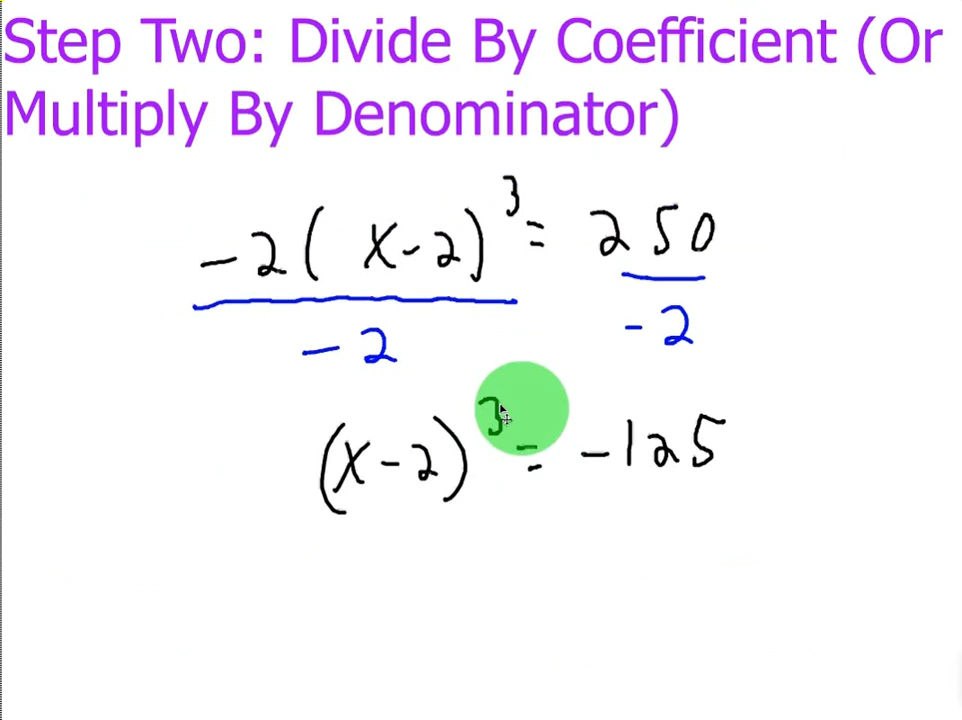 Step Two: Divide By Coefficient (Or
Multiply By Denominator)
-2( x-2)³= 250
-2 -2
(x-2)³= -125